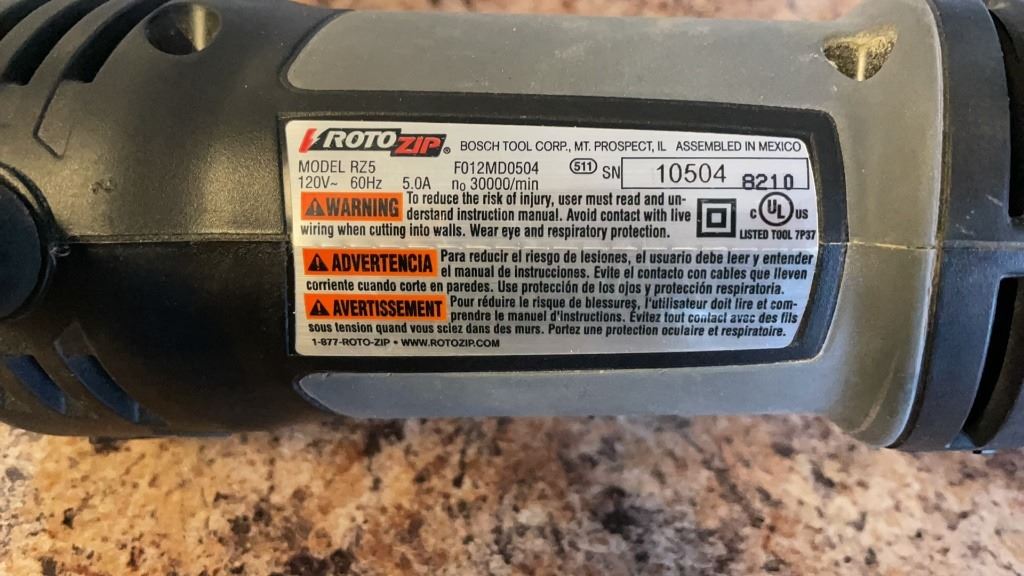 ROTOZIP® BOSCH TOOL CORP., MT. PROSPECT, IL ASSEMBLED IN MEXICO
MODEL RZ5 F012MD0504 511 SN 10504 8210
120V~ 60Hz 5.0A n₀ 30000/min
WARNING To reduce the risk of injury, user must read and un-
derstand instruction manual. Avoid contact with live
wiring when cutting into walls. Wear eye and respiratory protection.
C UL US
LISTED TOOL 7P37
ADVERTENCIA Para reducir el riesgo de lesiones, el usuario debe leer y entender
el manual de instrucciones. Evite el contacto con cables que lleven
corriente cuando corte en paredes. Use protección de los ojos y protección respiratoria.
AVERTISSEMENT Pour réduire le risque de blessures, l'utilisateur doit lire et com-
prendre le manuel d'instructions. Évitez tout contact avec des fils
sous tension quand vous sciez dans des murs. Portez une protection oculaire et respiratoire.
1-877-ROTO-ZIP • WWW.ROTOZIP.COM